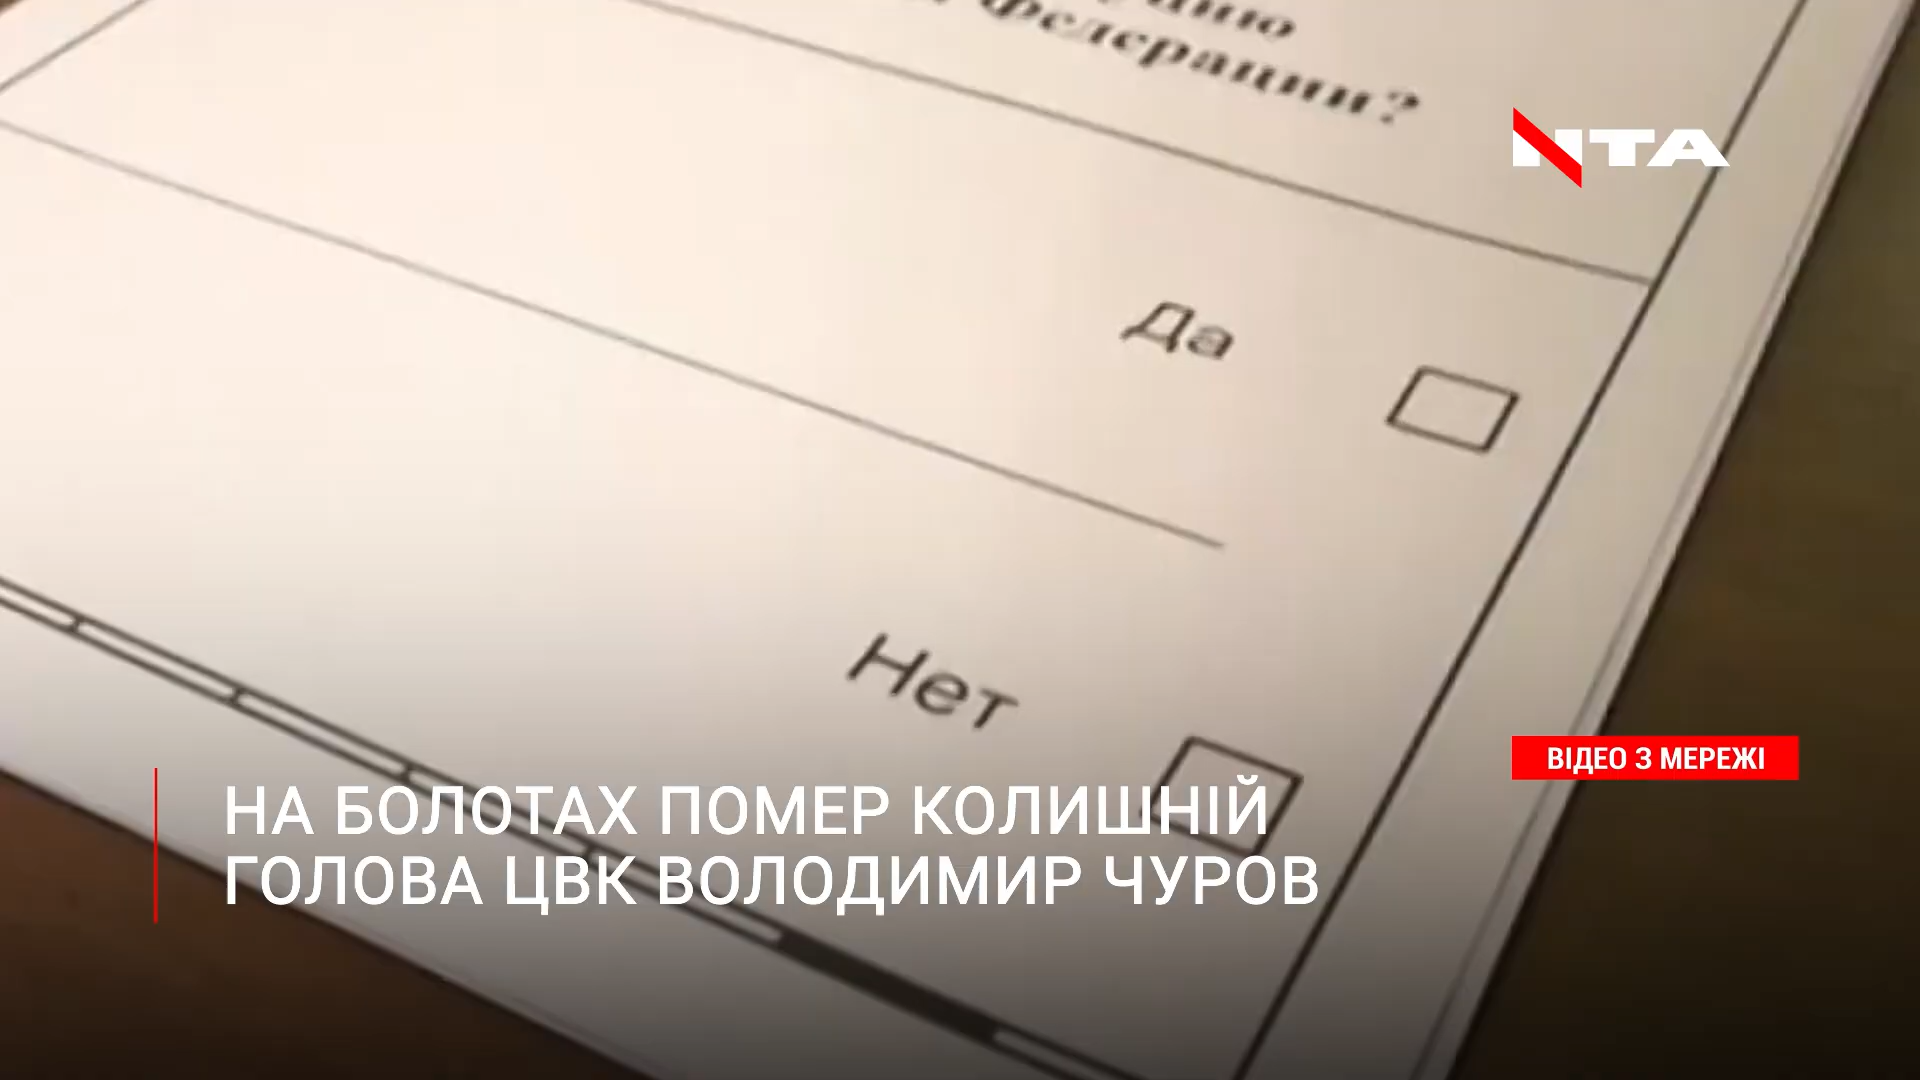 Федерации?
NTA
Да
Нет
ВІДЕО З МЕРЕЖІ
НА БОЛОТАХ ПОМЕР КОЛИШНІЙ
ГОЛОВА ЦВК ВОЛОДИМИР ЧУРОВ